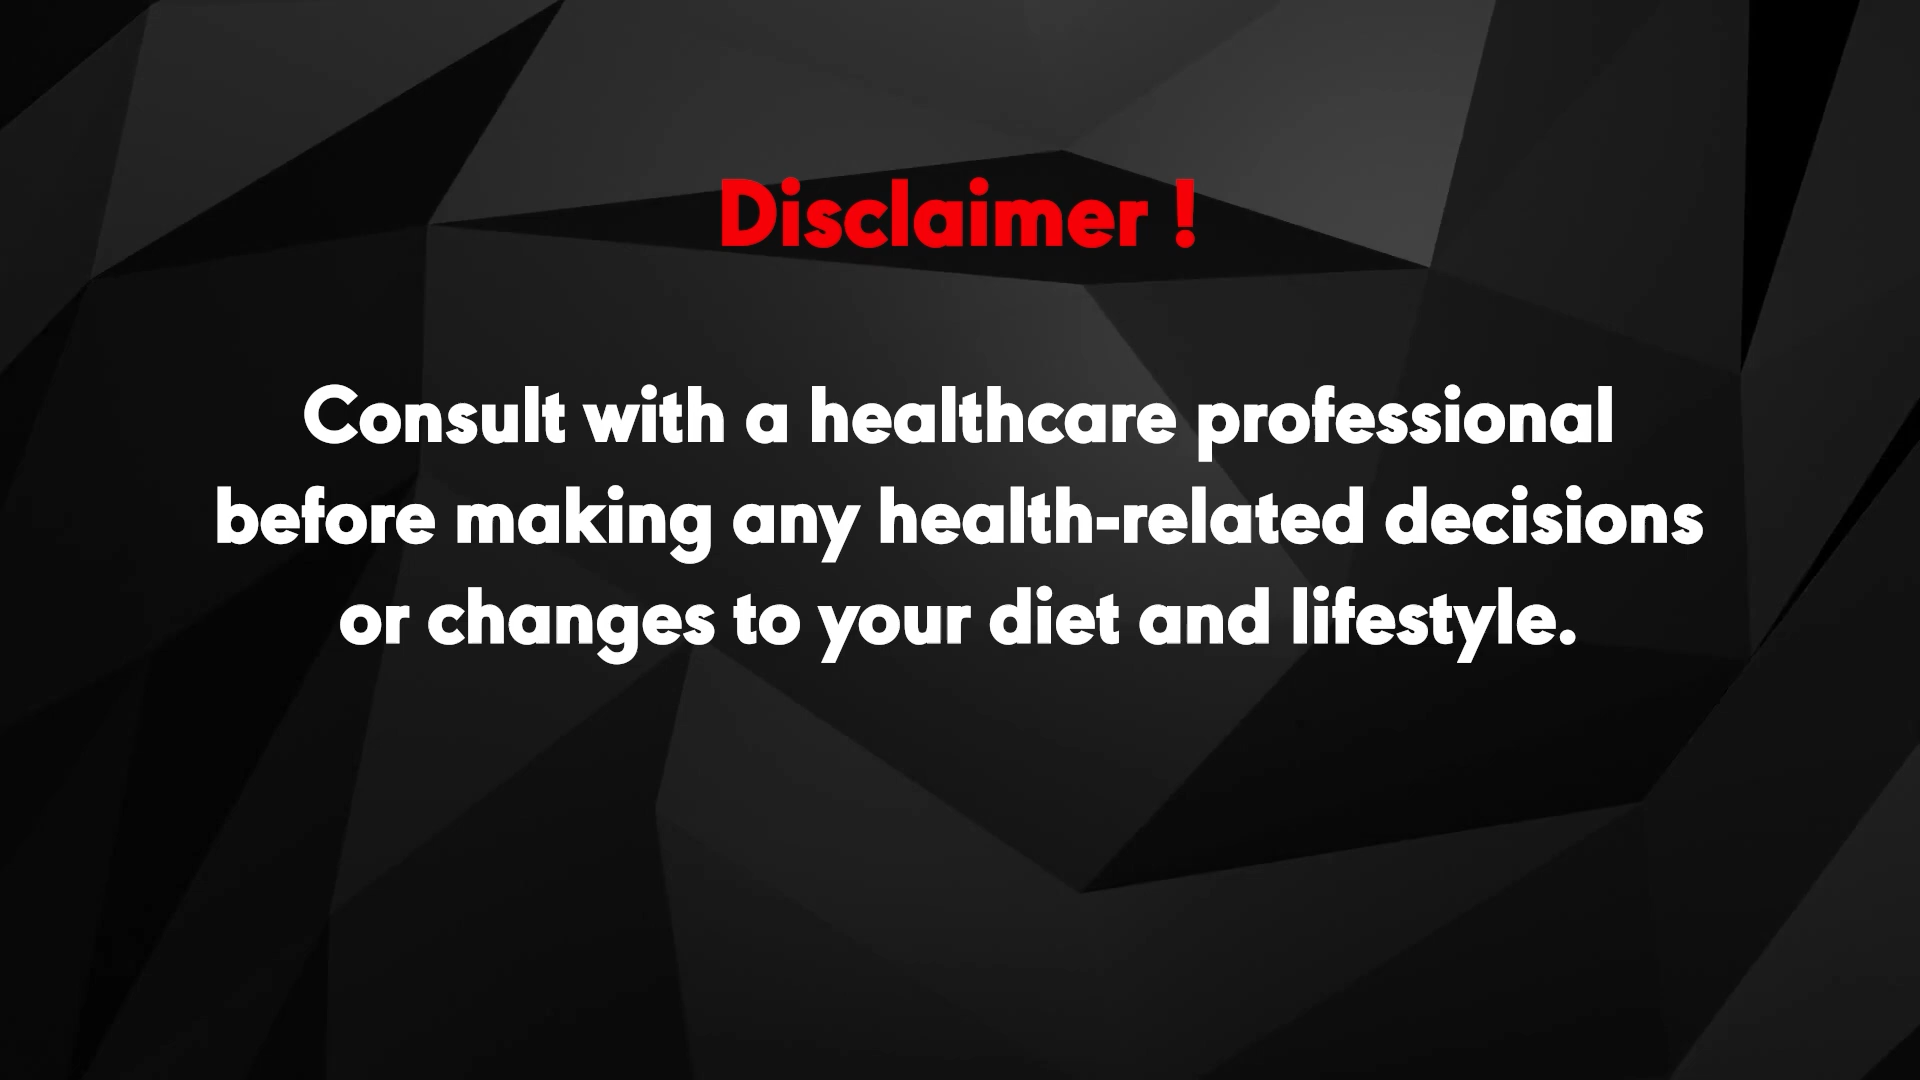 Disclaimer !
Consult with a healthcare professional
before making any health-related decisions
or changes to your diet and lifestyle.